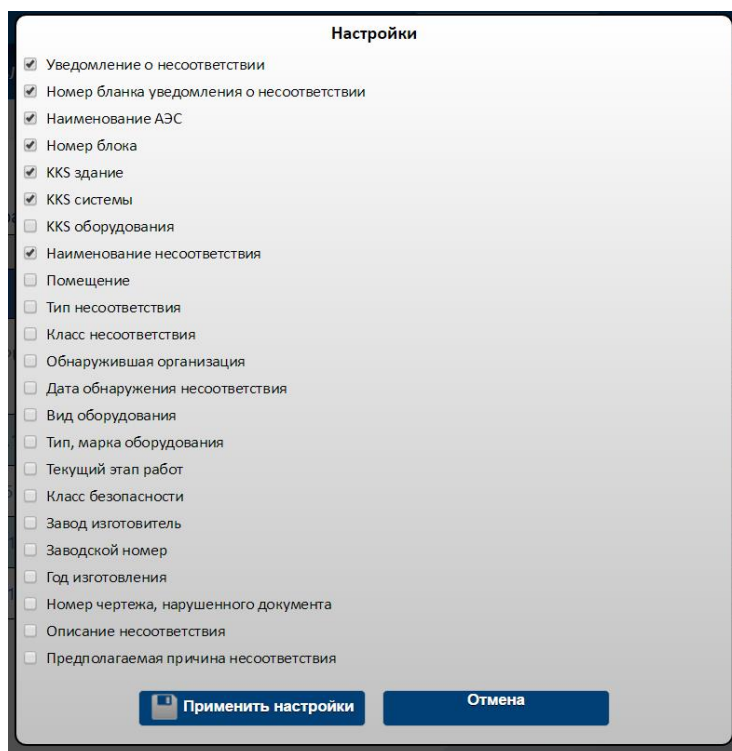 Настройки
Уведомление о несоответствии
Номер бланка уведомления о несоответствии
Наименование АЭС
Номер блока
KKS здание
KKS системы
KKS оборудования
Наименование несоответствия
Помещение
Тип несоответствия
Класс несоответствия
Обнаружившая организация
Дата обнаружения несоответствия
Вид оборудования
Тип, марка оборудования
Текущий этап работ
Класс безопасности
Завод изготовитель
Заводской номер
Год изготовления
Номер чертежа, нарушенного документа
Описание несоответствия
Предполагаемая причина несоответствия
Применить настройки
Отмена